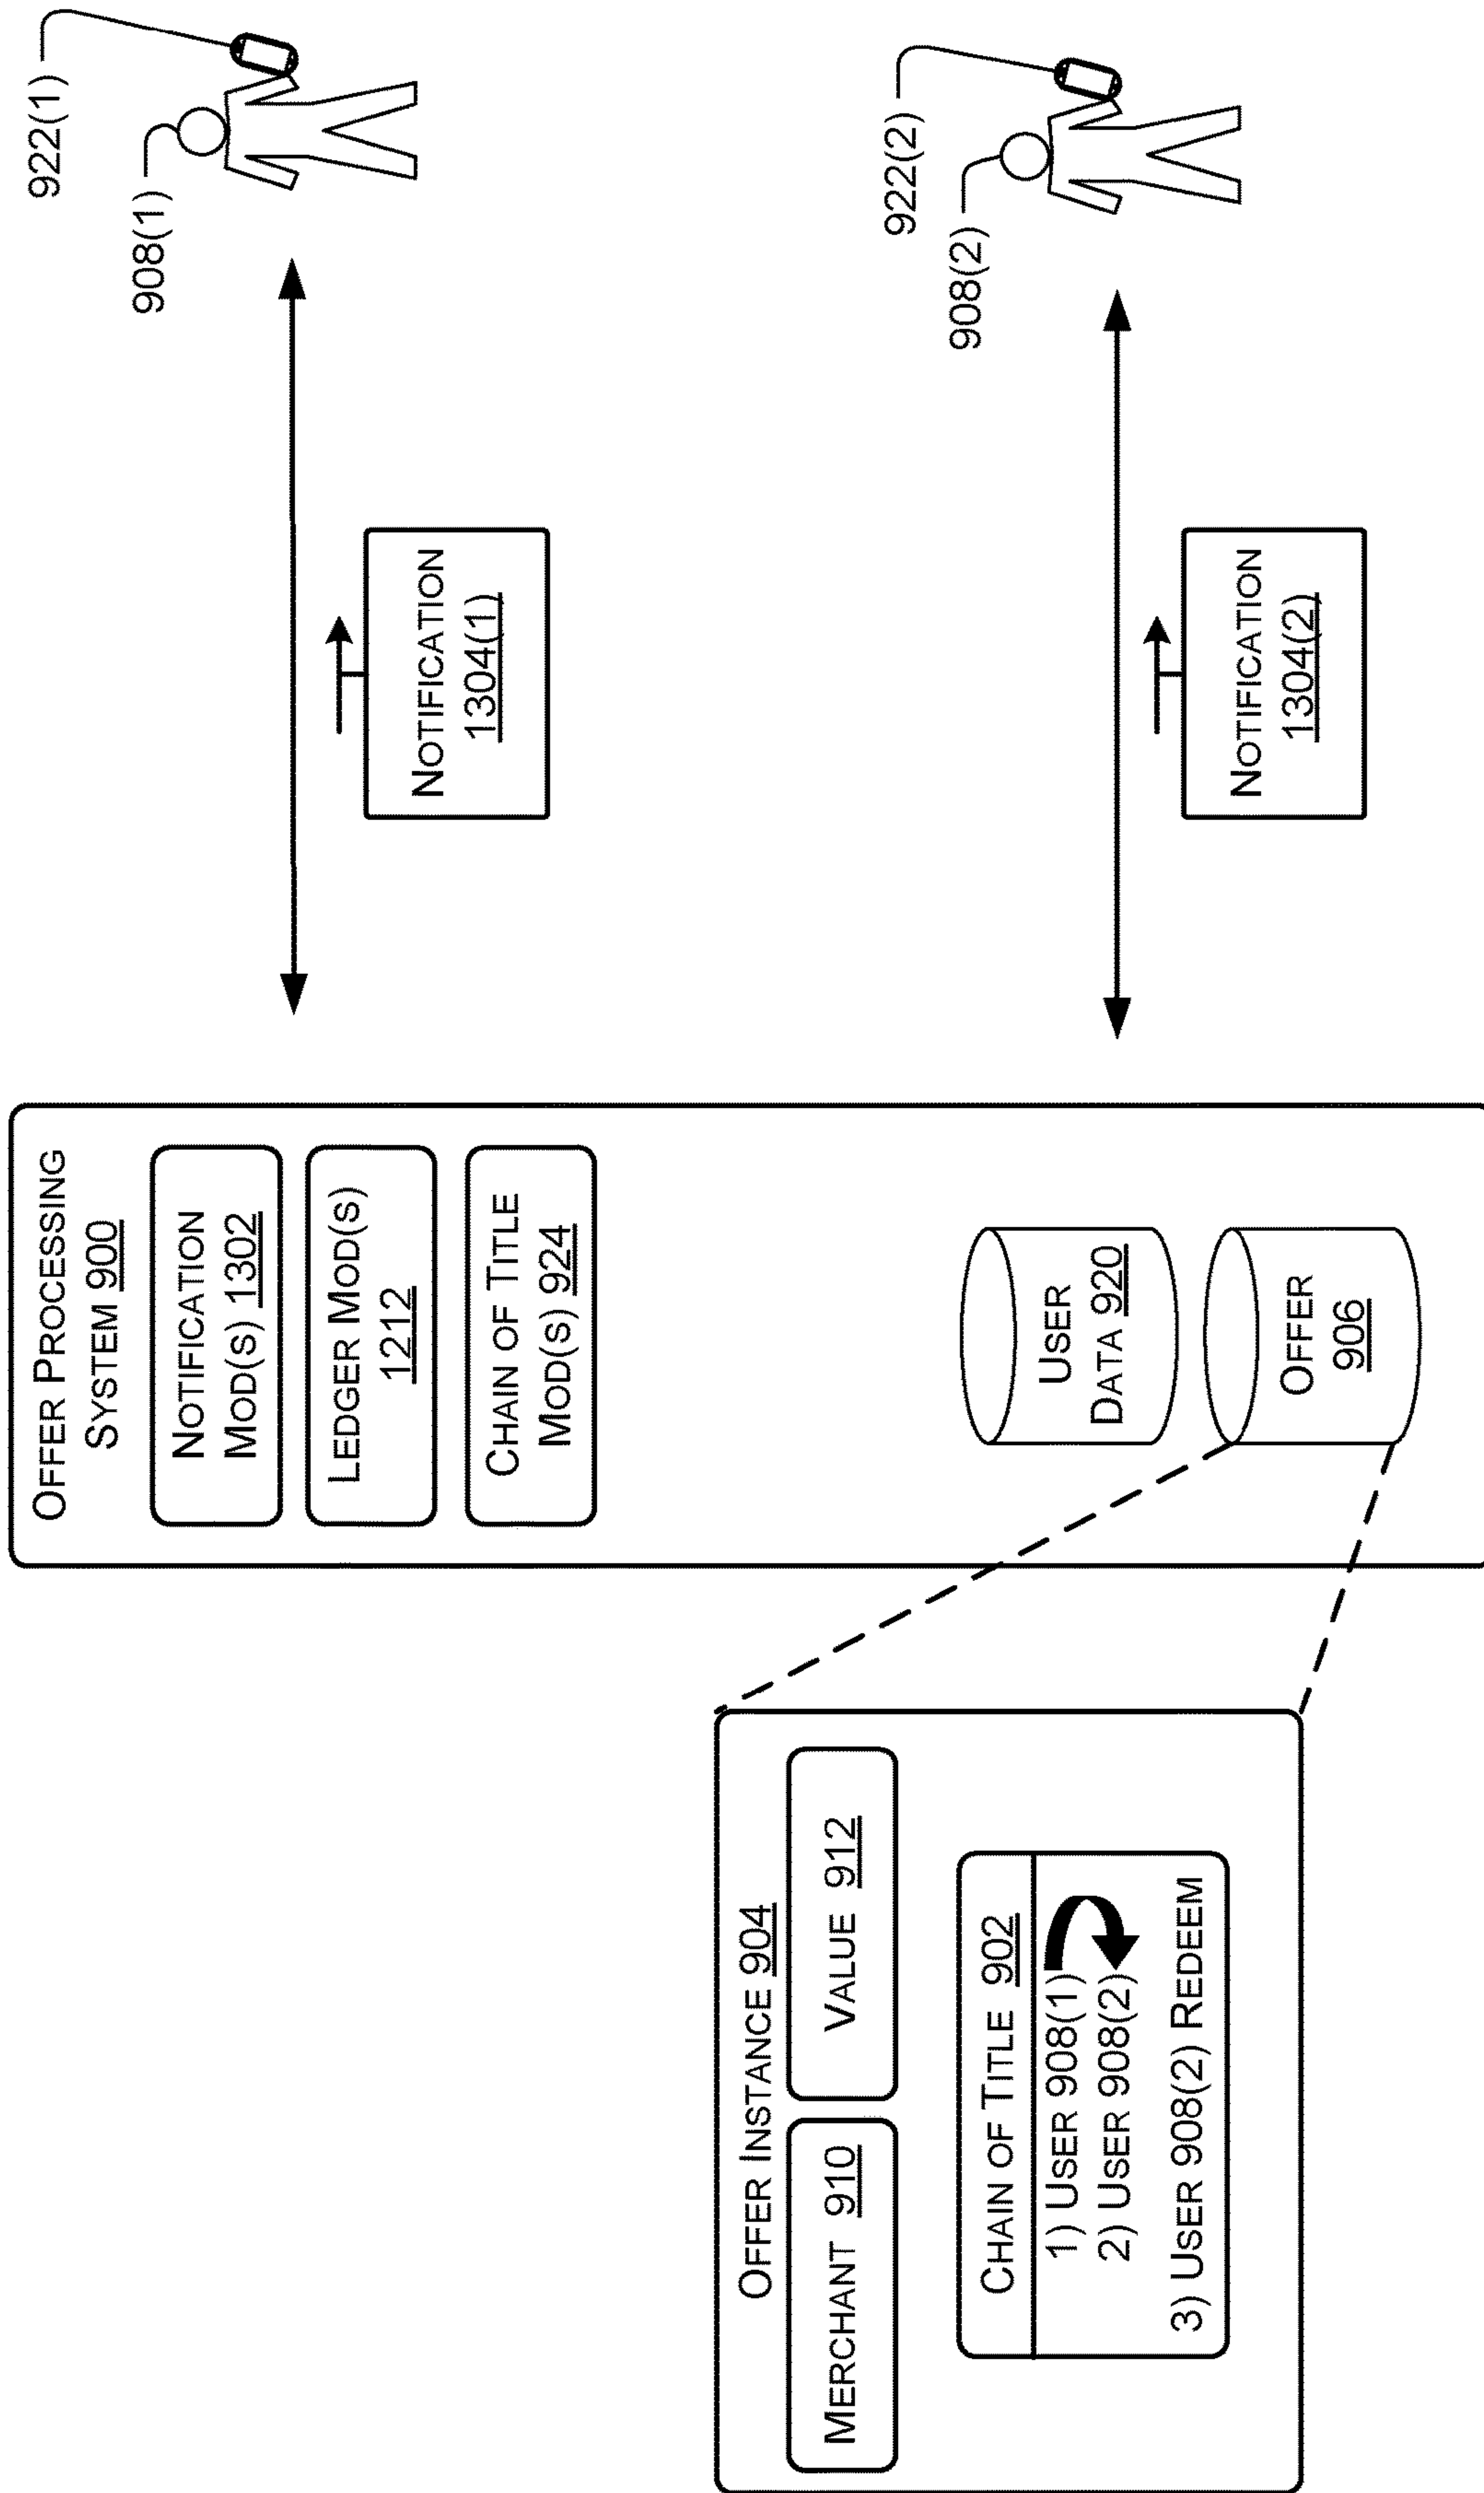 OFFER INSTANCE 904
MERCHANT 910
VALUE 912
CHAIN OF TITLE 902
1) USER 908(1)
2) USER 908(2)
3) USER 908(2) REDEEM
OFFER PROCESSING
SYSTEM 900
NOTIFICATION
MOD(S) 1302
LEDGER MOD(S)
1212
CHAIN OF TITLE
MOD(S) 924
USER
DATA 920
OFFER
906
NOTIFICATION
1304(1)
NOTIFICATION
1304(2)
922(1)
908(1)
922(2)
908(2)